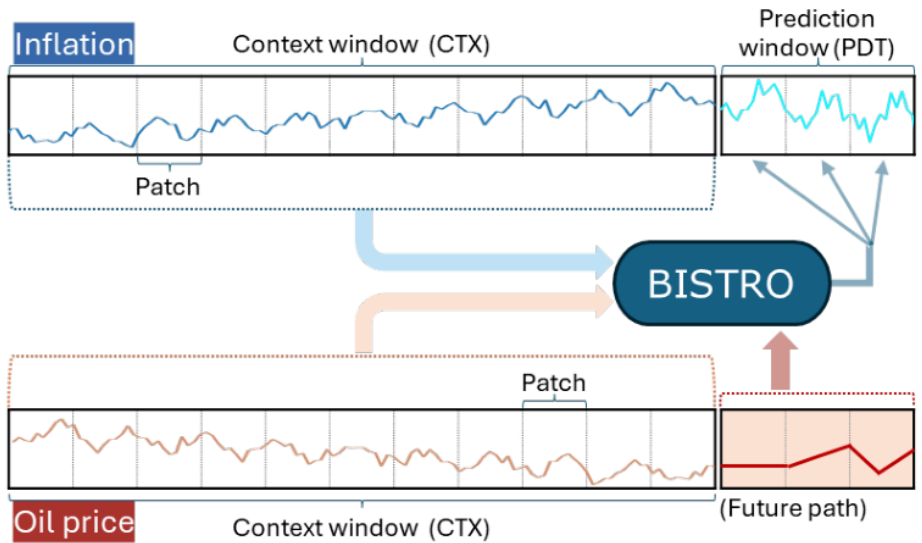 Inflation
Context window (CTX)
Prediction
window (PDT)
Patch
BISTRO
Patch
Oil price
Context window (CTX)
(Future path)